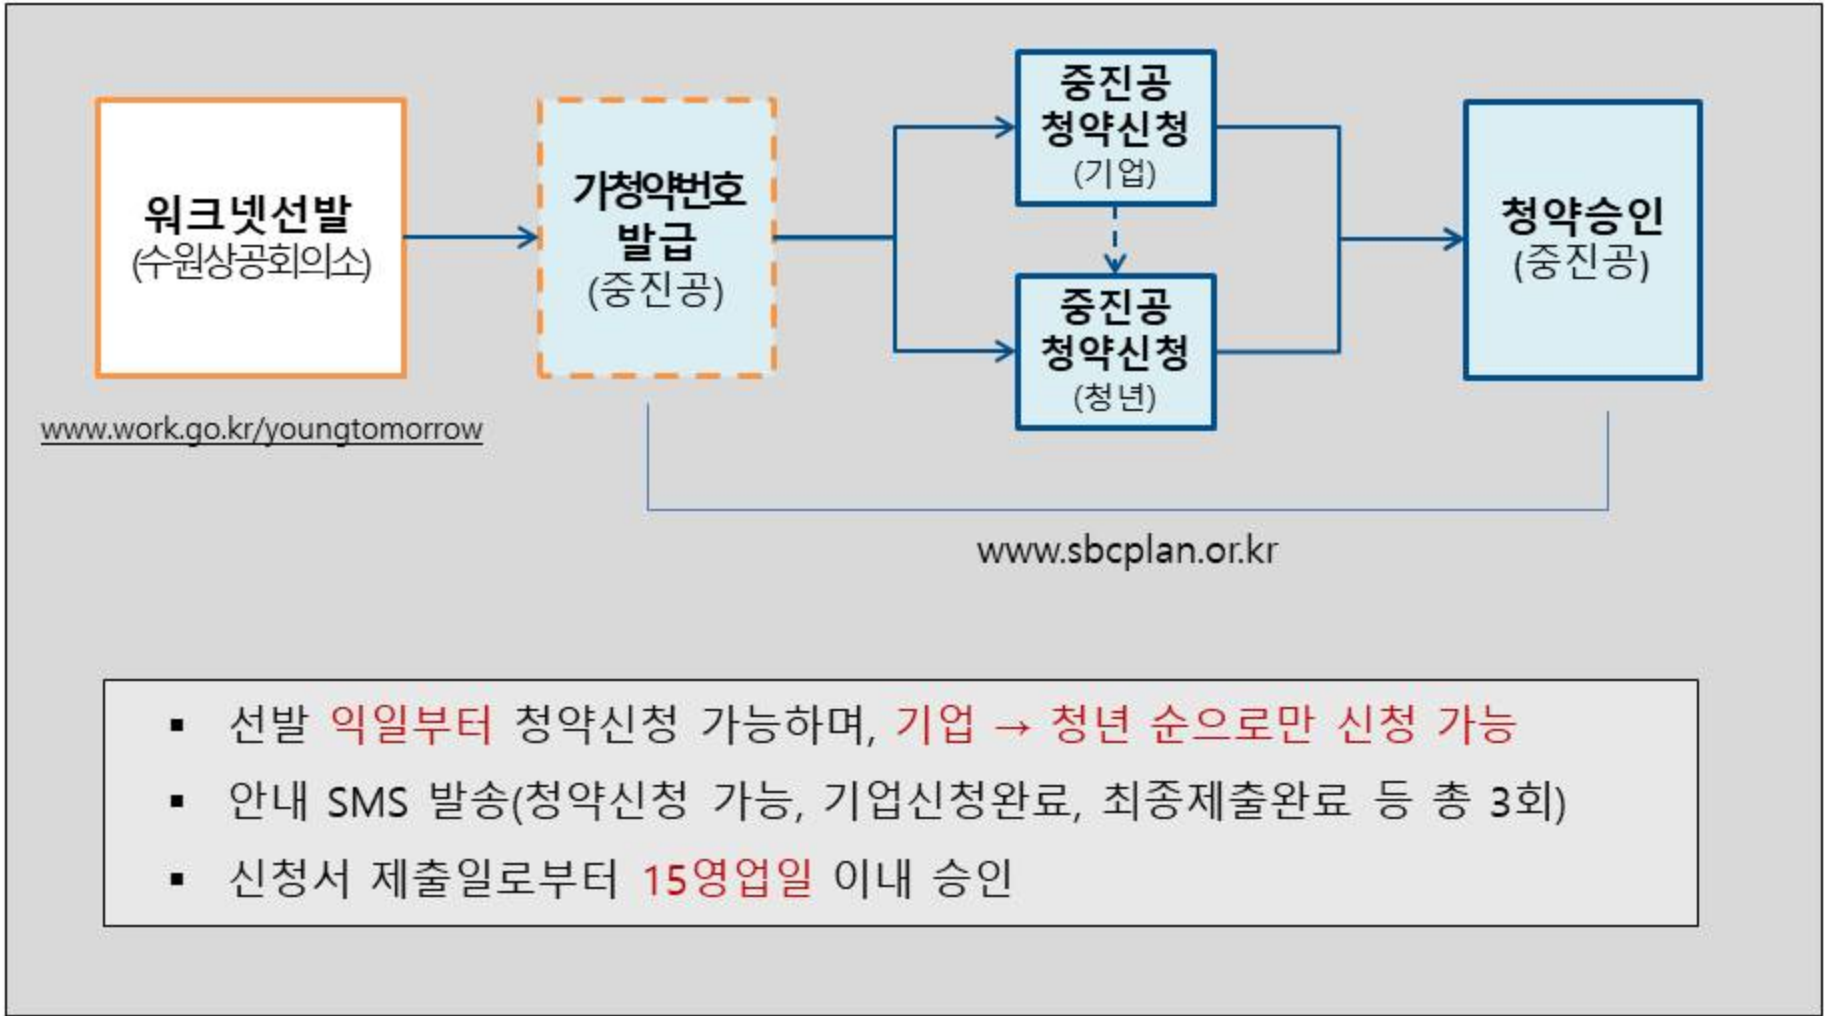 워크넷선발
(수원상공회의소)
www.work.go.kr/youngtomorrow
가청약번호
발급
(중진공)
중진공
청약신청
(기업)
중진공
청약신청
(청년)
청약승인
(중진공)
www.sbcplan.or.kr
▪ 선발 익일부터 청약신청 가능하며, 기업 → 청년 순으로만 신청 가능
▪ 안내 SMS 발송(청약신청 가능, 기업신청완료, 최종제출완료 등 총 3회)
▪ 신청서 제출일로부터 15영업일 이내 승인